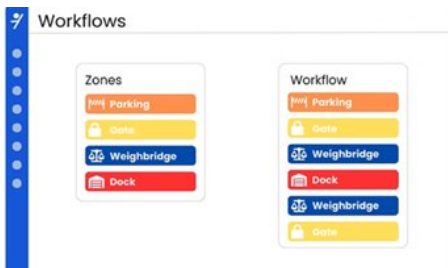 Workflows
Zones
Parking
Gate
Weighbridge
Dock
Workflow
Parking
Gate
Weighbridge
Dock
Weighbridge
Gate